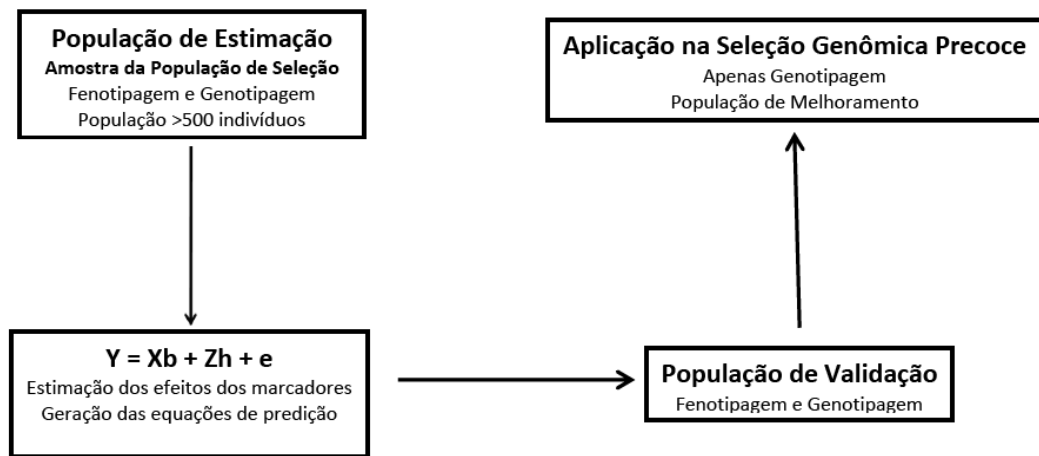 População de Estimação
Amostra da População de Seleção
Fenotipagem e Genotipagem
População >500 indivíduos
Aplicação na Seleção Genômica Precoce
Apenas Genotipagem
População de Melhoramento
Y = Xb + Zh + e
Estimação dos efeitos dos marcadores
Geração das equações de predição
População de Validação
Fenotipagem e Genotipagem